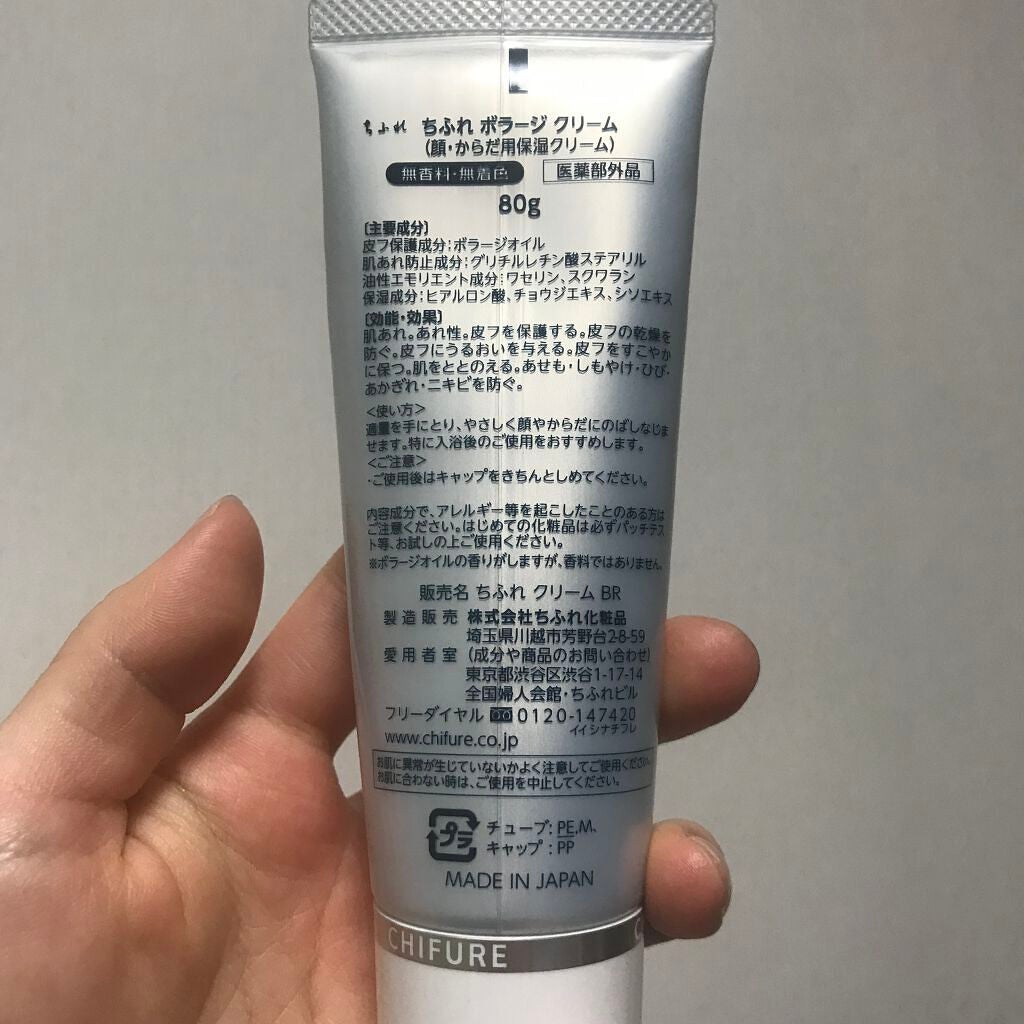 ちふれ ちふれ ボラージ クリーム
(顔・からだ用保湿クリーム)
無香料・無着色 医薬部外品
80g
〔主要成分〕
皮フ保護成分:ボラージオイル
肌あれ防止成分:グリチルレチン酸ステアリル
油性エモリエント成分:ワセリン、スクワラン
保湿成分:ヒアルロン酸、チョウジエキス、シソエキス
〔効能・効果〕
肌あれ。あれ性。皮フを保護する。皮フの乾燥を
防ぐ。皮フにうるおいを与える。皮フをすこやか
に保つ。肌をととのえる。あせも・しもやけ・ひび・
あかぎれ・ニキビを防ぐ。
<使い方>
適量を手にとり、やさしく顔やからだにのばしなじま
せます。特に入浴後のご使用をおすすめします。
<ご注意>
・ご使用後はキャップをきちんとしめてください。
内容成分で、アレルギー等を起こしたことのある方は
ご注意ください。はじめての化粧品は必ずパッチテス
ト等、お試しの上ご使用ください。
※ボラージオイルの香りがしますが、香料ではありません。
販売名 ちふれ クリーム BR
製造販売 株式会社ちふれ化粧品
埼玉県川越市芳野台2-8-59
愛用者室 (成分や商品のお問い合わせ)
東京都渋谷区渋谷1-17-14
全国婦人会館・ちふれビル
フリーダイヤル 0120-147420
イイシナチフレ
www.chifure.co.jp
お肌に異常が生じていないかよく注意してご使用ください。
お肌に合わない時は、ご使用を中止してください。
プラ チューブ:PE,M、
キャップ:PP
MADE IN JAPAN
CHIFURE C